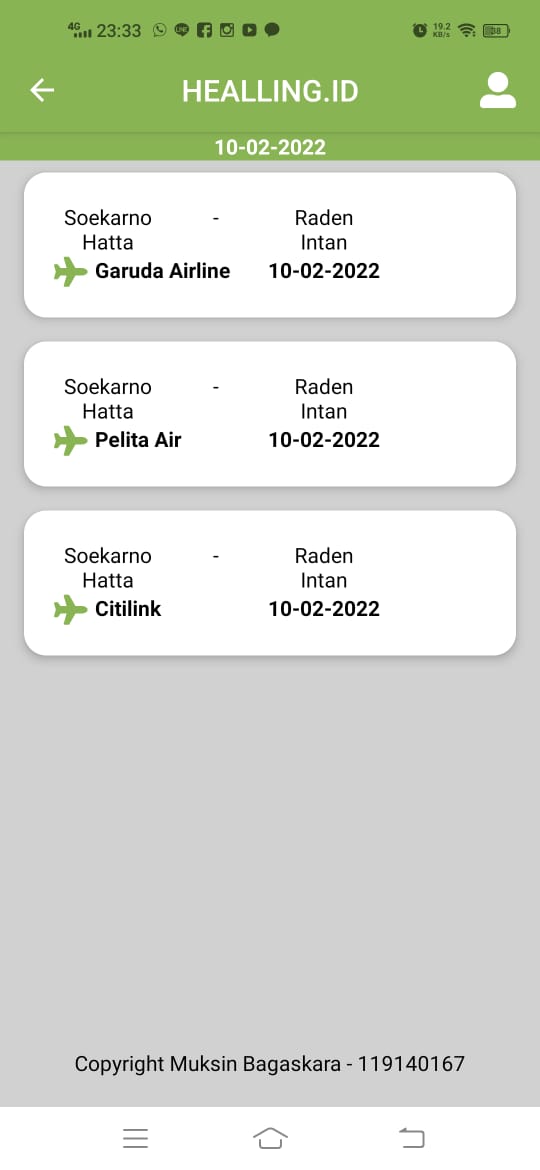 4G 23:33 19.2 KB/s 38
HEALLING.ID
10-02-2022
Soekarno - Raden
Hatta Intan
Garuda Airline 10-02-2022
Soekarno - Raden
Hatta Intan
Pelita Air 10-02-2022
Soekarno - Raden
Hatta Intan
Citilink 10-02-2022
Copyright Muksin Bagaskara - 119140167